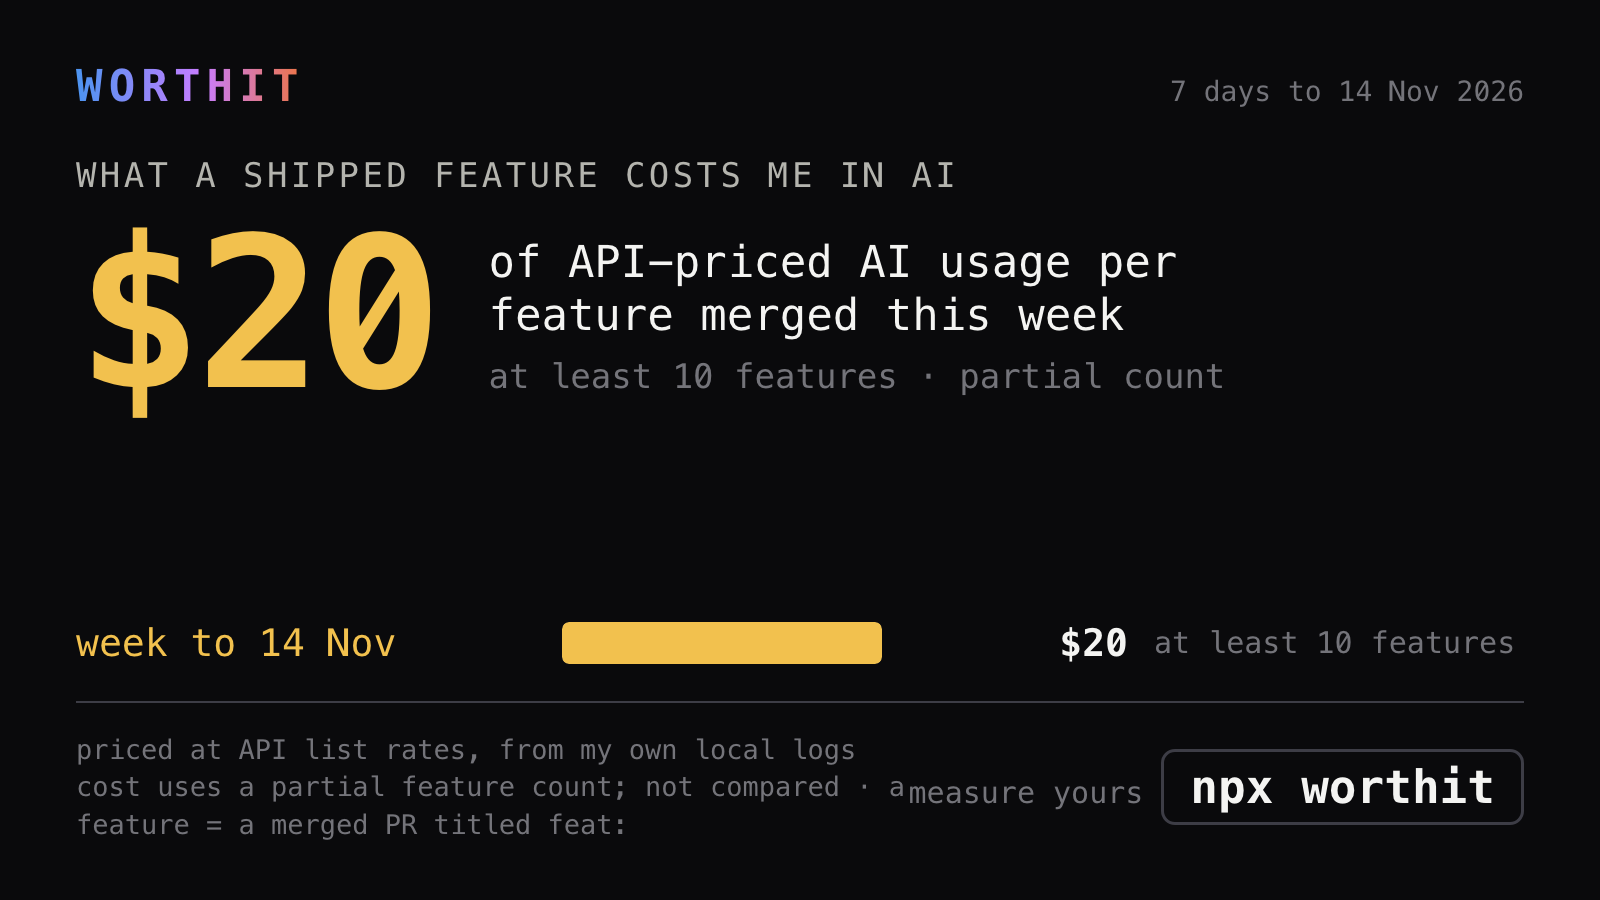 WORTHIT
7 days to 14 Nov 2026
WHAT A SHIPPED FEATURE COSTS ME IN AI
$20
of API-priced AI usage per
feature merged this week
at least 10 features · partial count
week to 14 Nov
$20 at least 10 features
priced at API list rates, from my own local logs
cost uses a partial feature count; not compared · a
feature = a merged PR titled feat:
measure yours
npx worthit